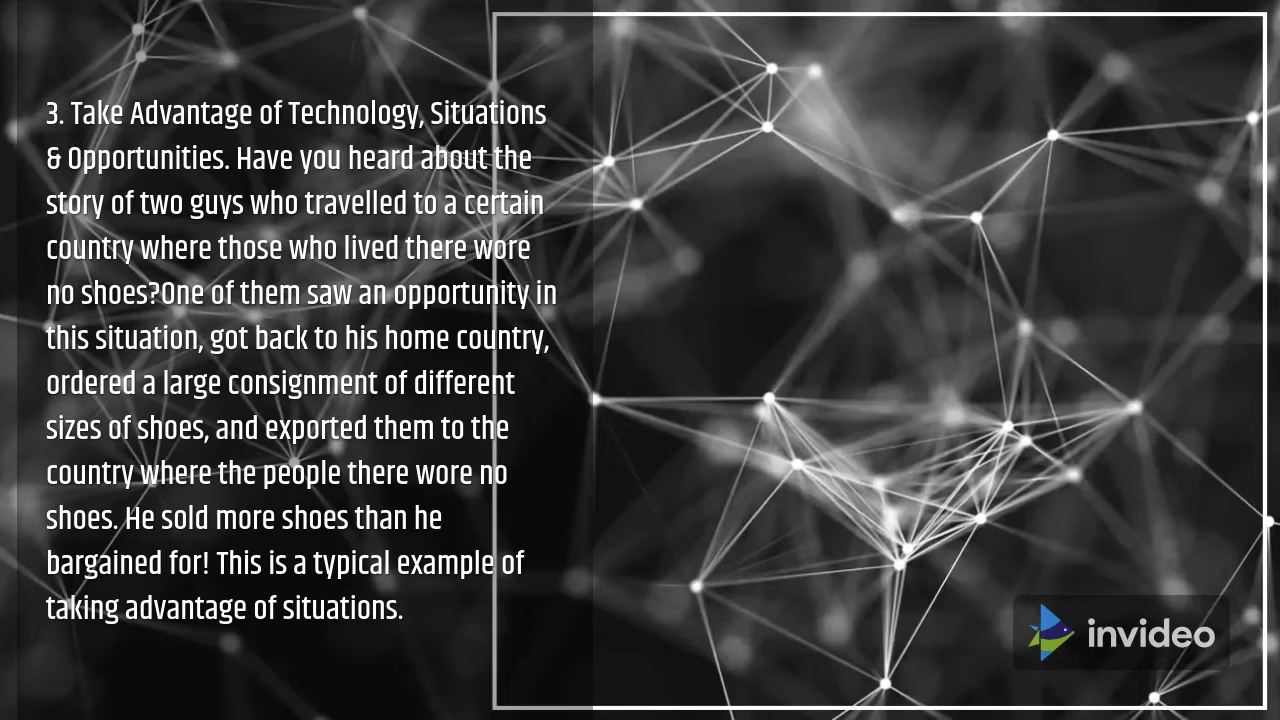 3. Take Advantage of Technology, Situations
& Opportunities. Have you heard about the
story of two guys who travelled to a certain
country where those who lived there wore
no shoes?One of them saw an opportunity in
this situation, got back to his home country,
ordered a large consignment of different
sizes of shoes, and exported them to the
country where the people there wore no
shoes. He sold more shoes than he
bargained for! This is a typical example of
taking advantage of situations.
invideo